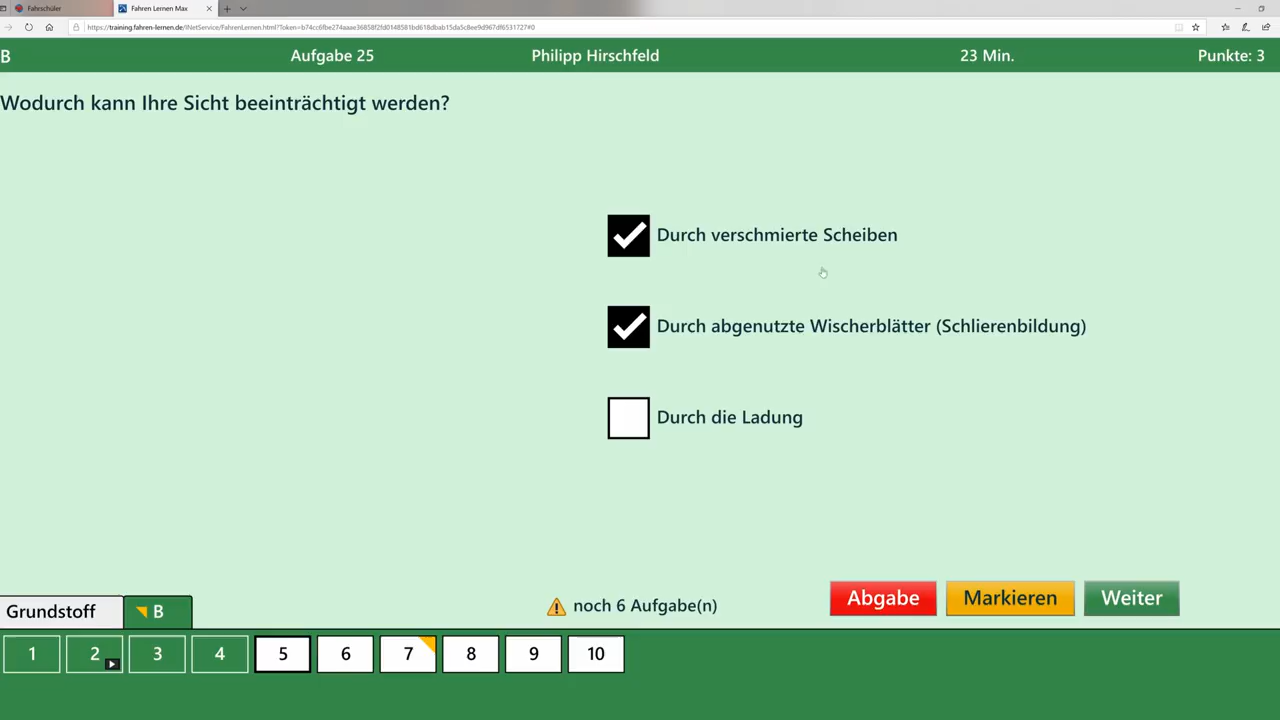 Fahrschüler
Fahren Lernen Max
B
Aufgabe 25
Philipp Hirschfeld
23 Min.
Punkte: 3
Wodurch kann Ihre Sicht beeinträchtigt werden?
Durch verschmierte Scheiben
Durch abgenutzte Wischerblätter (Schlierenbildung)
Durch die Ladung
Grundstoff
B
noch 6 Aufgabe(n)
Abgabe
Markieren
Weiter
1 2 3 4 5 6 7 8 9 10